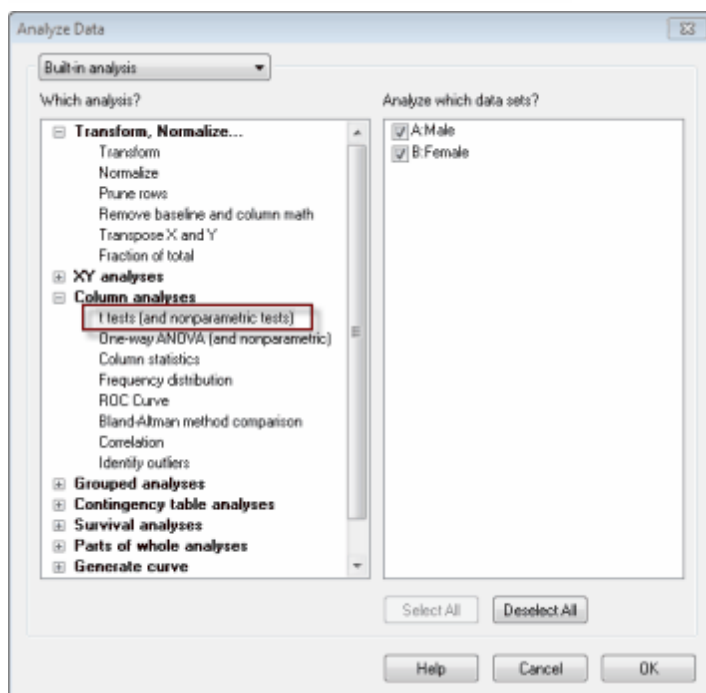 Analyze Data
Built-in analysis
Which analysis?
Analyze which data sets?
Transform, Normalize...
Transform
Normalize
Prune rows
Remove baseline and column math
Transpose X and Y
Fraction of total
XY analyses
Column analyses
t tests (and nonparametric tests)
One-way ANOVA (and nonparametric)
Column statistics
Frequency distribution
ROC Curve
Bland-Altman method comparison
Correlation
Identify outliers
Grouped analyses
Contingency table analyses
Survival analyses
Parts of whole analyses
Generate curve
A:Male
B:Female
Select All
Deselect All
Help
Cancel
OK